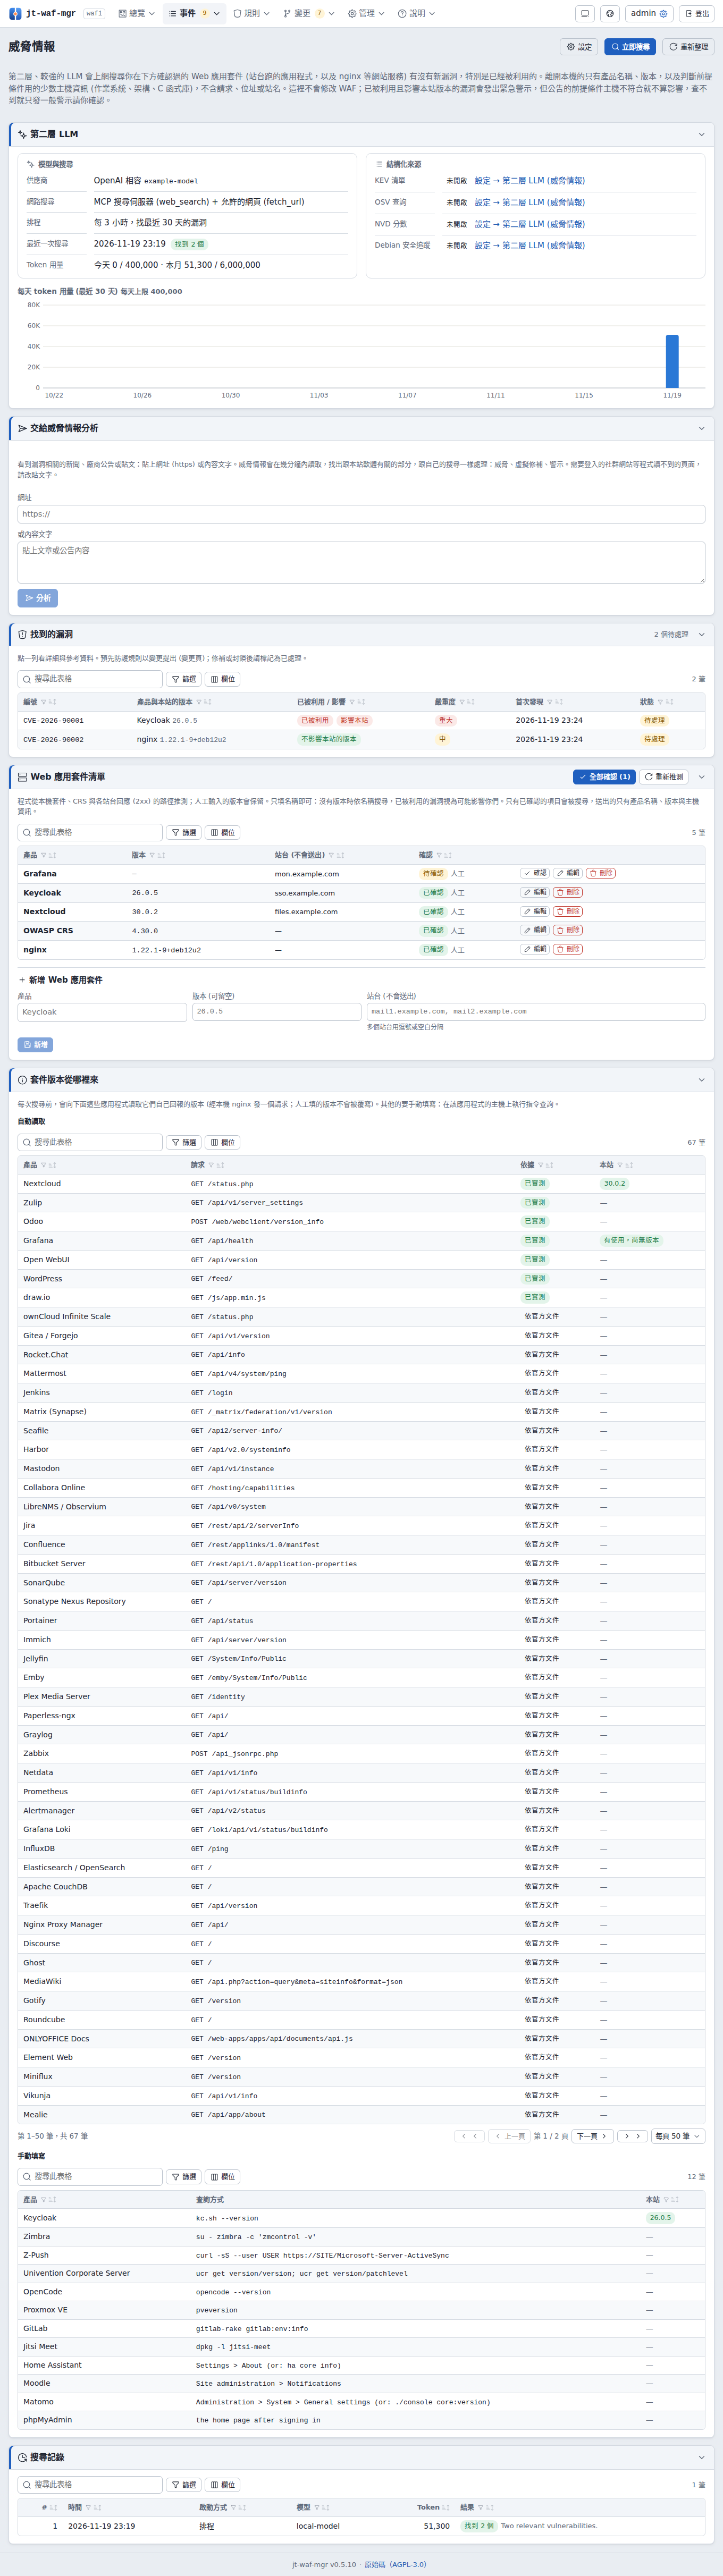 jt-waf-mgr waf1 總覽 事件 9 規則 變更 7 管理 說明 admin 登出
威脅情報 設定 立即搜尋 重新整理
第二層、較強的 LLM 會上網搜尋你在下方確認過的 Web 應用套件 (站台跑的應用程式，以及 nginx 等網站服務) 有沒有新漏洞，特別是已經被利用的。離開本機的只有產品名稱、版本，以及判斷前
提條件用的少數主機資訊 (作業系統、架構、C 函式庫)，不含請求、位址或站名。這裡不會修改 WAF；已被利用且影響本站版本的漏洞會發出緊急警示，但公告的前提條件主機不符合就不算影響，查不
到就只發一般警示請你確認。
第二層 LLM
模型與搜尋
供應商 OpenAI 相容 example-model
網路搜尋 MCP 搜尋伺服器 (web_search) + 允許的網頁 (fetch_url)
排程 每 3 小時，找最近 30 天的漏洞
最近一次搜尋 2026-11-19 23:19 找到 2 個
Token 用量 今天 0 / 400,000 · 本月 51,300 / 6,000,000
結構化來源
KEV 清單 未開啟 設定 → 第二層 LLM (威脅情報)
OSV 查詢 未開啟 設定 → 第二層 LLM (威脅情報)
NVD 分數 未開啟 設定 → 第二層 LLM (威脅情報)
Debian 安全追蹤 未開啟 設定 → 第二層 LLM (威脅情報)
每天 token 用量 (最近 30 天) 每天上限 400,000
80K
60K
40K
20K
0
10/22 10/26 10/30 11/03 11/07 11/11 11/15 11/19
交給威脅情報分析
看到漏洞相關的新聞、廠商公告或貼文：貼上網址 (https) 或內容文字。威脅情報會在幾分鐘內讀取，找出跟本站軟體有關的部分，跟自己的搜尋一樣處理：威脅、虛擬修補、警示。需要登入的社群網站等程式讀不到的頁面，
請改貼文字。
網址
https://
或內容文字
貼上文章或公告內容
分析
找到的漏洞 2 個待處理
點一列看詳細與參考資料。預先防護規則以變更提出 (變更頁)；修補或封鎖後請標記為已處理。
搜尋此表格 篩選 欄位 2 筆
編號 產品與本站的版本 已被利用 / 影響 嚴重度 首次發現 狀態
CVE-2026-90001 Keycloak 26.0.5 已被利用 影響本站 重大 2026-11-19 23:24 待處理
CVE-2026-90002 nginx 1.22.1-9+deb12u2 不影響本站的版本 中 2026-11-19 23:24 待處理
Web 應用套件清單 全部確認 (1) 重新推測
程式從本機套件、CRS 與各站台回應 (2xx) 的路徑推測；人工輸入的版本會保留。只填名稱即可：沒有版本時依名稱搜尋，已被利用的漏洞視為可能影響你們。只有已確認的項目會被搜尋，送出的只有產品名稱、版本與主機
資訊。
搜尋此表格 篩選 欄位 5 筆
產品 版本 站台 (不會送出) 確認
Grafana — mon.example.com 待確認 人工 確認 編輯 刪除
Keycloak 26.0.5 sso.example.com 已確認 人工 編輯 刪除
Nextcloud 30.0.2 files.example.com 已確認 人工 編輯 刪除
OWASP CRS 4.30.0 — 已確認 人工 編輯 刪除
nginx 1.22.1-9+deb12u2 — 已確認 人工 編輯 刪除
+ 新增 Web 應用套件
產品 版本 (可留空) 站台 (不會送出)
Keycloak 26.0.5 mail1.example.com, mail2.example.com
多個站台用逗號或空白分隔
新增
套件版本從哪裡來
每次搜尋前，會向下面這些應用程式讀取它們自己回報的版本 (經本機 nginx 發一個請求；人工填的版本不會被覆寫)。其他的要手動填寫：在該應用程式的主機上執行指令查詢。
自動讀取
搜尋此表格 篩選 欄位 67 筆
產品 請求 依據 本站
Nextcloud GET /status.php 已實測 30.0.2
Zulip GET /api/v1/server_settings 已實測 —
Odoo POST /web/webclient/version_info 已實測 —
Grafana GET /api/health 已實測 有使用，尚無版本
Open WebUI GET /api/version 已實測 —
WordPress GET /feed/ 已實測 —
draw.io GET /js/app.min.js 已實測 —
ownCloud Infinite Scale GET /status.php 依官方文件 —
Gitea / Forgejo GET /api/v1/version 依官方文件 —
Rocket.Chat GET /api/info 依官方文件 —
Mattermost GET /api/v4/system/ping 依官方文件 —
Jenkins GET /login 依官方文件 —
Matrix (Synapse) GET /_matrix/federation/v1/version 依官方文件 —
Seafile GET /api2/server-info/ 依官方文件 —
Harbor GET /api/v2.0/systeminfo 依官方文件 —
Mastodon GET /api/v1/instance 依官方文件 —
Collabora Online GET /hosting/capabilities 依官方文件 —
LibreNMS / Observium GET /api/v0/system 依官方文件 —
Jira GET /rest/api/2/serverInfo 依官方文件 —
Confluence GET /rest/applinks/1.0/manifest 依官方文件 —
Bitbucket Server GET /rest/api/1.0/application-properties 依官方文件 —
SonarQube GET /api/server/version 依官方文件 —
Sonatype Nexus Repository GET / 依官方文件 —
Portainer GET /api/status 依官方文件 —
Immich GET /api/server/version 依官方文件 —
Jellyfin GET /System/Info/Public 依官方文件 —
Emby GET /emby/System/Info/Public 依官方文件 —
Plex Media Server GET /identity 依官方文件 —
Paperless-ngx GET /api/ 依官方文件 —
Graylog GET /api/ 依官方文件 —
Zabbix POST /api_jsonrpc.php 依官方文件 —
Netdata GET /api/v1/info 依官方文件 —
Prometheus GET /api/v1/status/buildinfo 依官方文件 —
Alertmanager GET /api/v2/status 依官方文件 —
Grafana Loki GET /loki/api/v1/status/buildinfo 依官方文件 —
InfluxDB GET /ping 依官方文件 —
Elasticsearch / OpenSearch GET / 依官方文件 —
Apache CouchDB GET / 依官方文件 —
Traefik GET /api/version 依官方文件 —
Nginx Proxy Manager GET /api/ 依官方文件 —
Discourse GET / 依官方文件 —
Ghost GET / 依官方文件 —
MediaWiki GET /api.php?action=query&meta=siteinfo&format=json 依官方文件 —
Gotify GET /version 依官方文件 —
Roundcube GET / 依官方文件 —
ONLYOFFICE Docs GET /web-apps/apps/api/documents/api.js 依官方文件 —
Element Web GET /version 依官方文件 —
Miniflux GET /version 依官方文件 —
Vikunja GET /api/v1/info 依官方文件 —
Mealie GET /api/app/about 依官方文件 —
第 1–50 筆，共 67 筆 上一頁 第 1 / 2 頁 下一頁 每頁 50 筆
手動填寫
搜尋此表格 篩選 欄位 12 筆
產品 查詢方式 本站
Keycloak kc.sh --version 26.0.5
Zimbra su - zimbra -c 'zmcontrol -v' —
Z-Push curl -sS --user USER https://SITE/Microsoft-Server-ActiveSync —
Univention Corporate Server ucr get version/version; ucr get version/patchlevel —
OpenCode opencode --version —
Proxmox VE pveversion —
GitLab gitlab-rake gitlab:env:info —
Jitsi Meet dpkg -l jitsi-meet —
Home Assistant Settings > About (or: ha core info) —
Moodle Site administration > Notifications —
Matomo Administration > System > General settings (or: ./console core:version) —
phpMyAdmin the home page after signing in —
搜尋記錄
搜尋此表格 篩選 欄位 1 筆
# 時間 啟動方式 模型 Token 結果
1 2026-11-19 23:19 排程 local-model 51,300 找到 2 個 Two relevant vulnerabilities.
jt-waf-mgr v0.5.10 · 原始碼（AGPL-3.0）